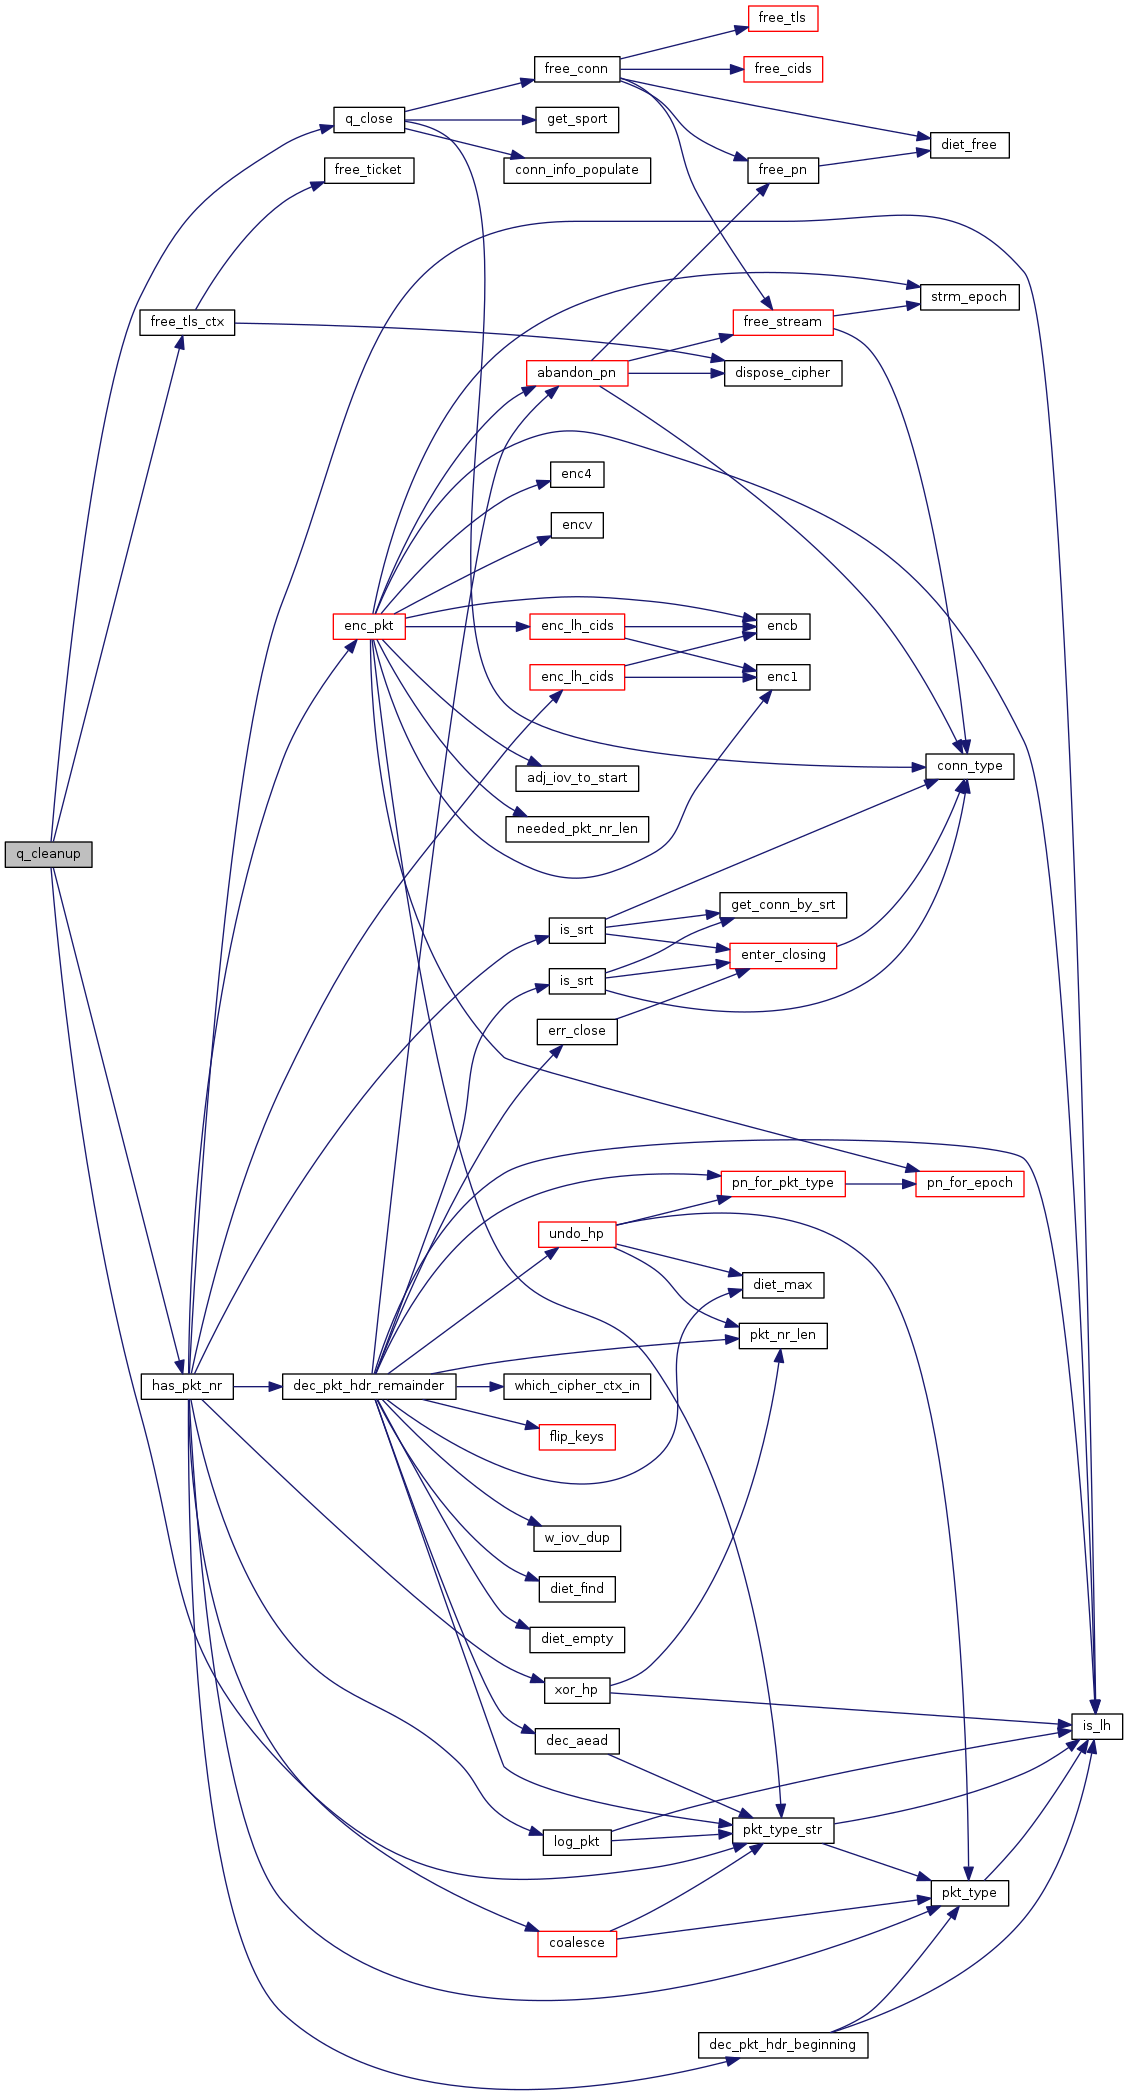 free_tls
free_conn
free_cids
q_close
get_sport
diet_free
free_ticket
conn_info_populate
free_pn
strm_epoch
free_tls_ctx
free_stream
abandon_pn
dispose_cipher
enc4
encv
enc_pkt
enc_lh_cids
encb
enc_lh_cids
enc1
conn_type
adj_iov_to_start
needed_pkt_nr_len
q_cleanup
get_conn_by_srt
is_srt
enter_closing
is_srt
err_close
pn_for_pkt_type
pn_for_epoch
undo_hp
diet_max
pkt_nr_len
has_pkt_nr
dec_pkt_hdr_remainder
which_cipher_ctx_in
flip_keys
w_iov_dup
diet_find
diet_empty
xor_hp
is_lh
dec_aead
pkt_type_str
log_pkt
pkt_type
coalesce
dec_pkt_hdr_beginning